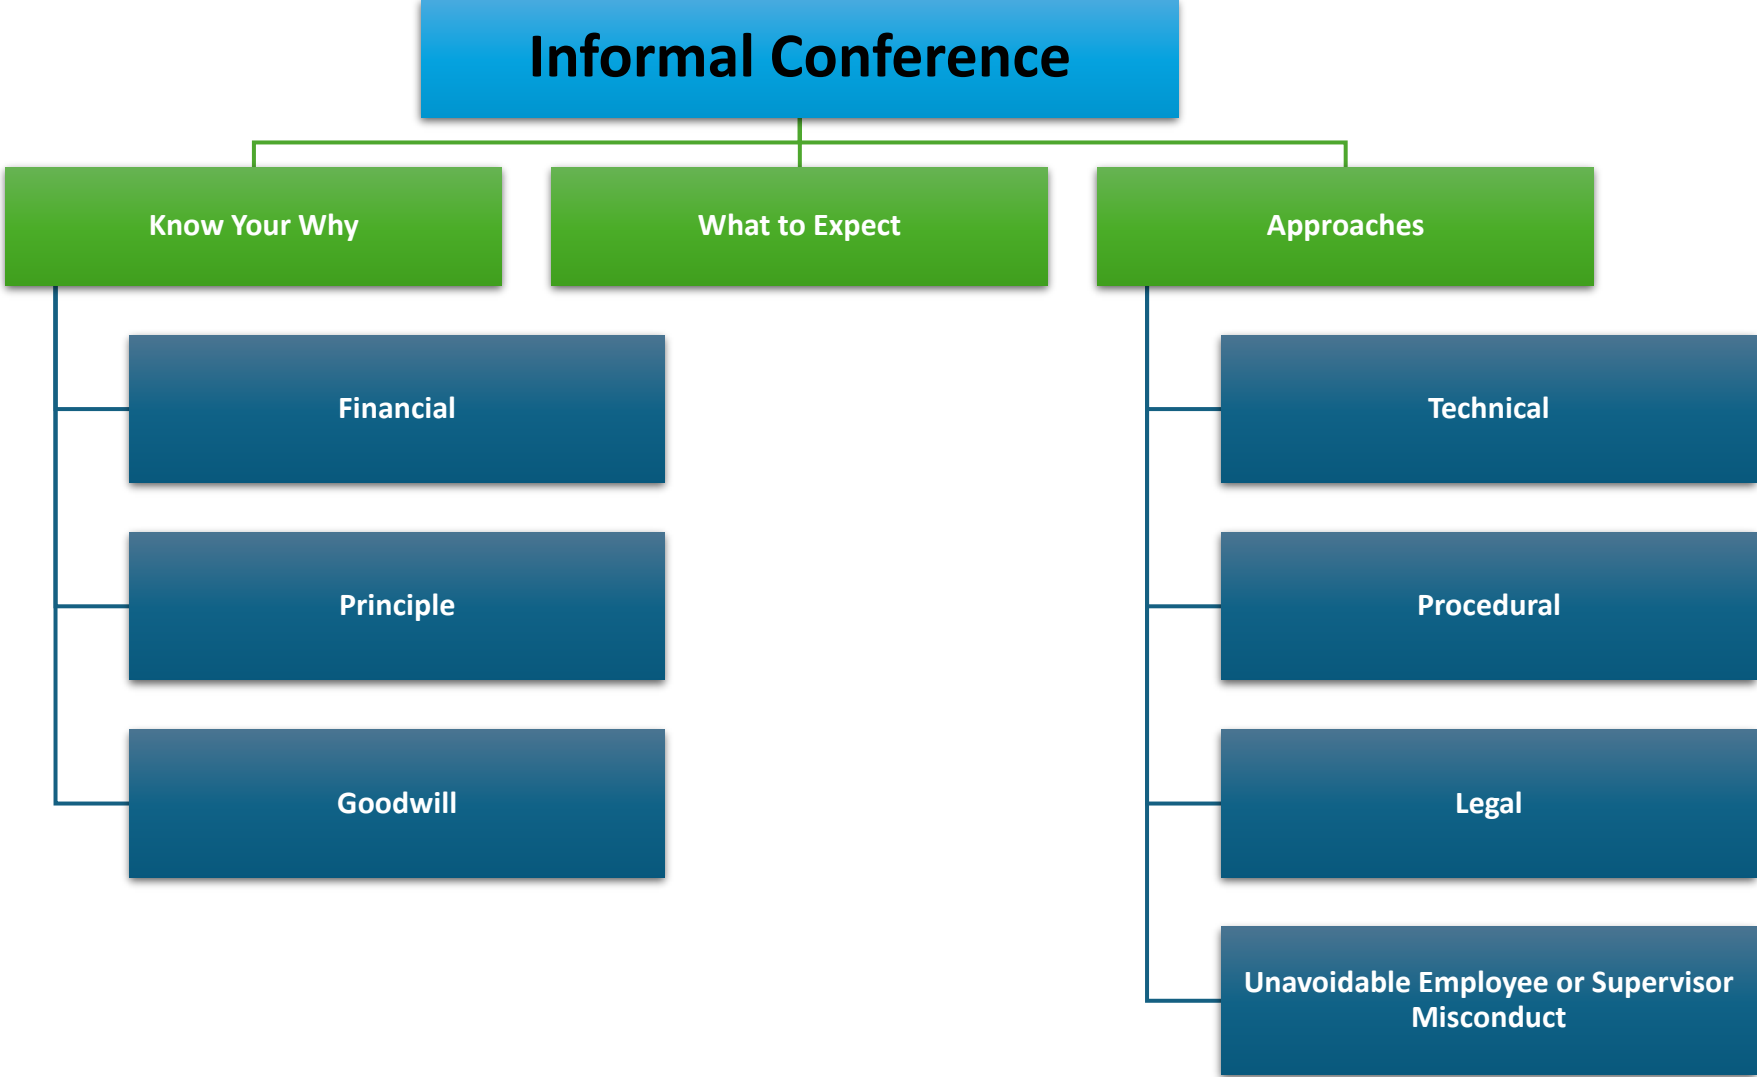 Informal Conference
Know Your Why
What to Expect
Approaches
Financial
Principle
Goodwill
Technical
Procedural
Legal
Unavoidable Employee or Supervisor
Misconduct